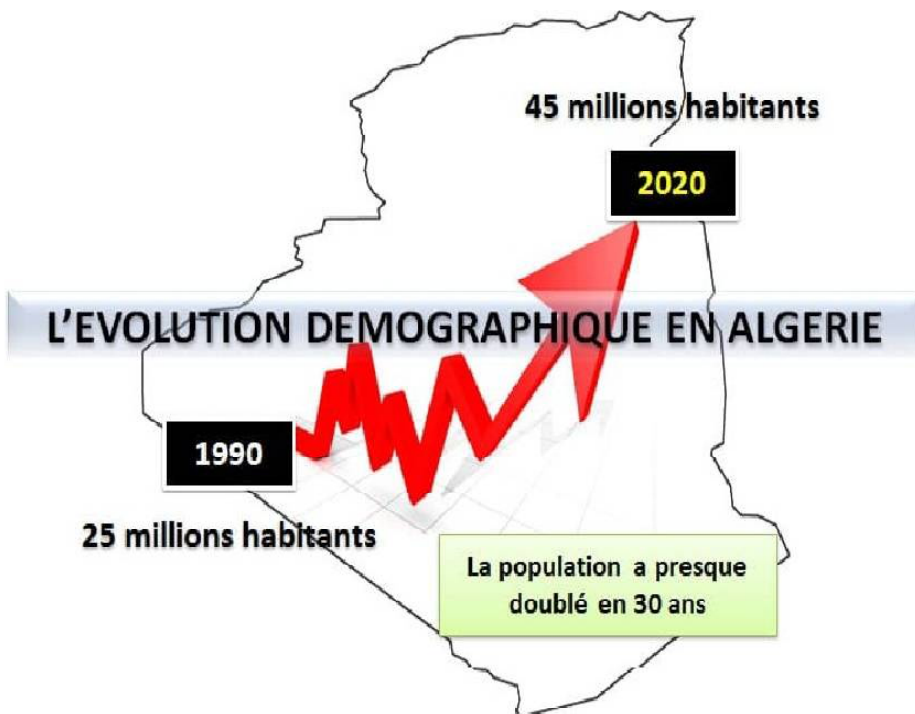 45 millions habitants
2020
L'EVOLUTION DEMOGRAPHIQUE EN ALGERIE
1990
25 millions habitants
La population a presque
doublé en 30 ans